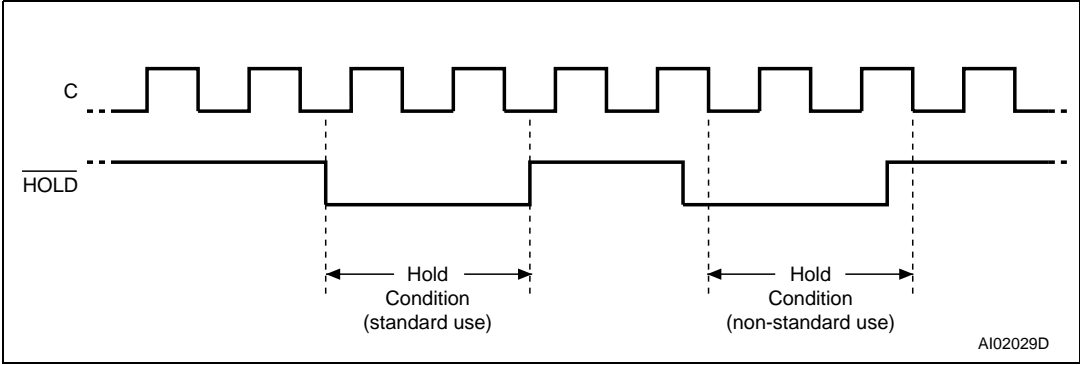 C
HOLD
Hold
Condition
(standard use)
Hold
Condition
(non-standard use)
AI02029D